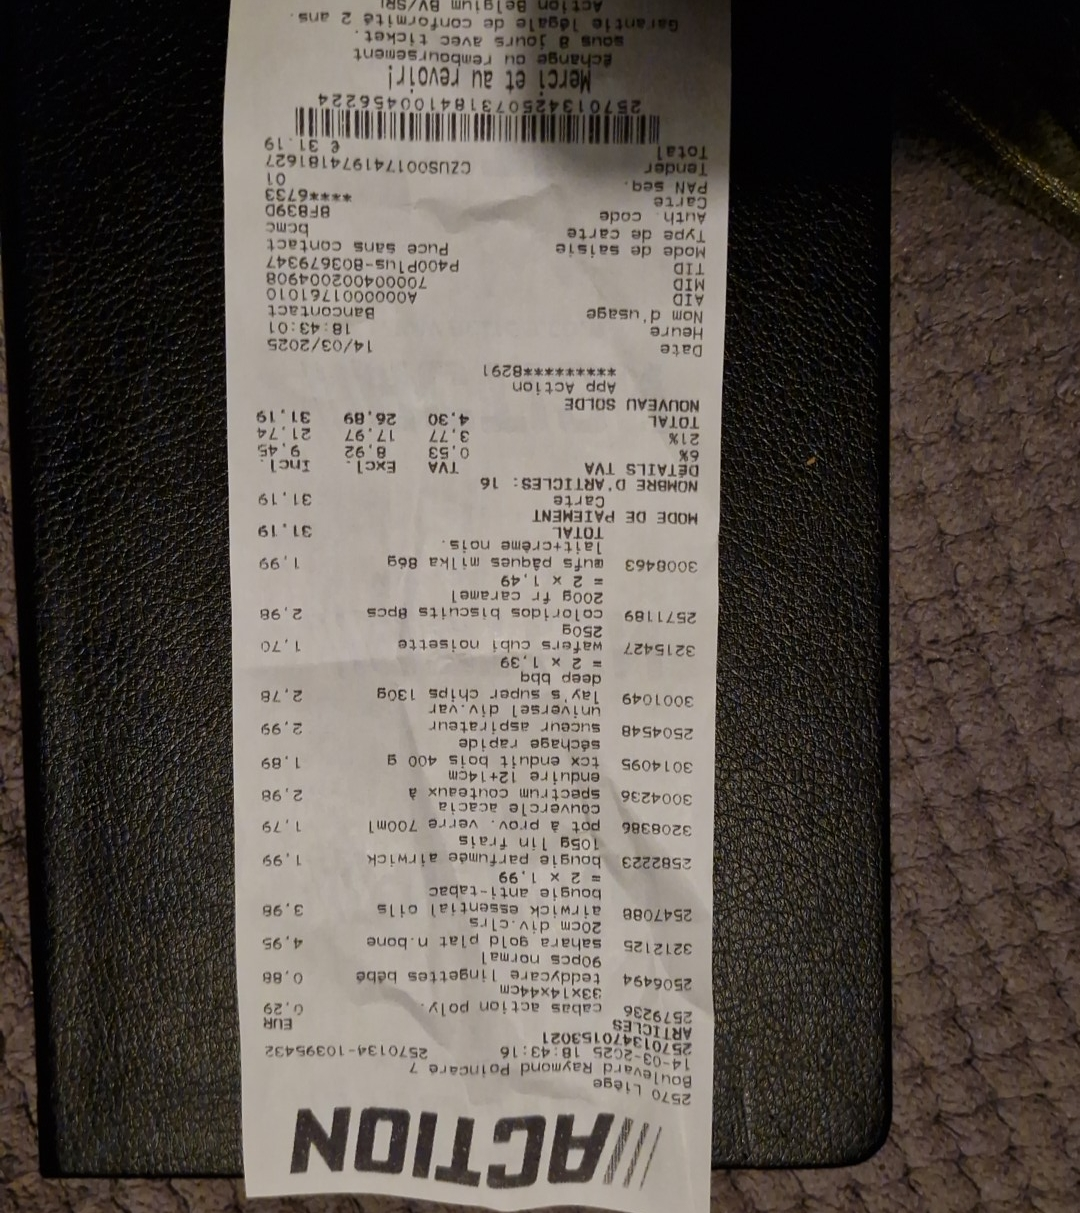 ACTION
2570 Liège
Boulevard Raymond Poincaré 7
14-03-2025 18:43:16 2570134-10395432
257013470153021
ARTICLES EUR
2579236 cabas action poly. 0,29
33x14x44cm
2506494 teddycare lingettes bébé 0,88
90pcs normal
3212125 sahara gold plat n.bone 4,95
20cm div.clrs
2547088 airwick essential oils 3,98
bougie anti-tabac
= 2 x 1,99
2582223 bougie parfumée airwick 1,99
105g lin frais
3208386 pot à prov. verre 700ml 1,79
couvercle acacia
3004236 spectrum couteaux à 2,98
enduire 12+14cm
3014095 tcx enduit bois 400 g 1,89
séchage rapide
2504548 suceur aspirateur 2,99
universel div.var
3001049 lay's super chips 130g 2,78
deep bbq
= 2 x 1,39
3215427 wafers cubi noisette 1,70
250g
2571189 coloridos biscuits 8pcs 2,98
200g fr caramel
= 2 x 1,49
3008463 œufs pâques milka 86g 1,99
lait+crème nois.
TOTAL 31,19
MODE DE PAIEMENT
Carte 31,19
NOMBRE D'ARTICLES: 16
DÉTAILS TVA TVA Excl. Incl.
6% 0,53 8,92 9,45
21% 3,77 17,97 21,74
TOTAL 4,30 26,89 31,19
NOUVEAU SOLDE
App Action
**********8291
Date 14/03/2025
Heure 18:43:01
Nom d'usage Bancontact
AID A0000001761010
MID 700004002004908
TID P400Plus-803679347
Mode de saisie Puce sans contact
Type de carte bcmc
Auth. code 8F839D
Carte ****6733
PAN seq. 01
Tender CZUS001741974181627
Total € 31.19
257013425073184100456224
Merci et au revoir!
échange ou remboursement
sous 8 jours avec ticket.
Garantie légale de conformité 2 ans.
Action Belgium BV/SRL